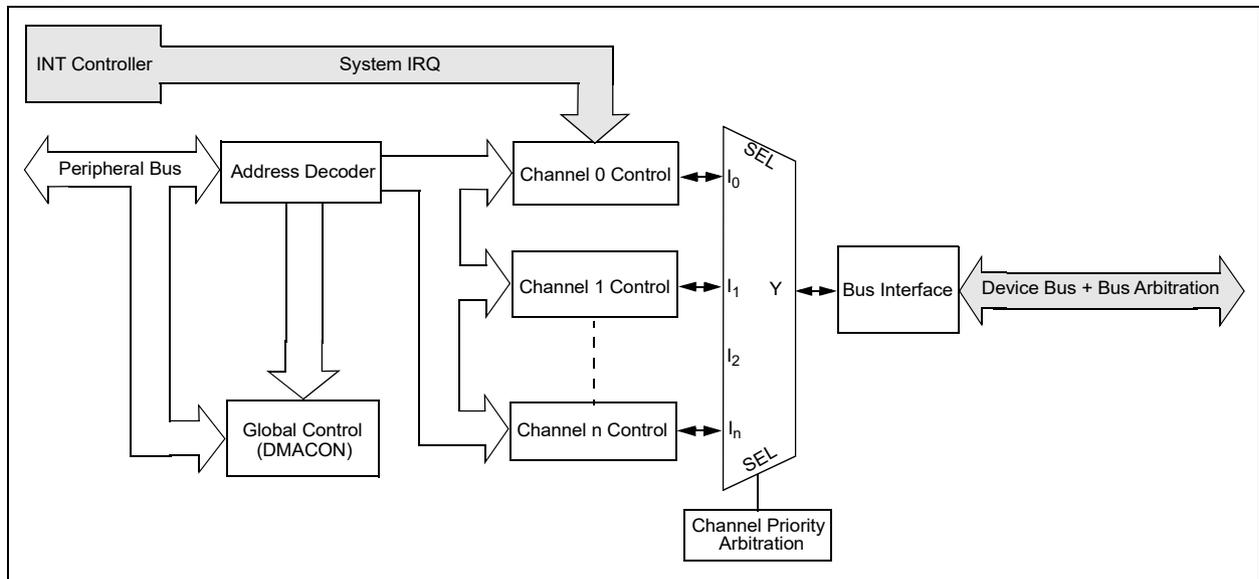 INT Controller
System IRQ
Peripheral Bus
Address Decoder
Channel 0 Control
SEL
I0
Channel 1 Control
I1
Y
Bus Interface
Device Bus + Bus Arbitration
I2
Global Control
(DMACON)
Channel n Control
In
SEL
Channel Priority
Arbitration